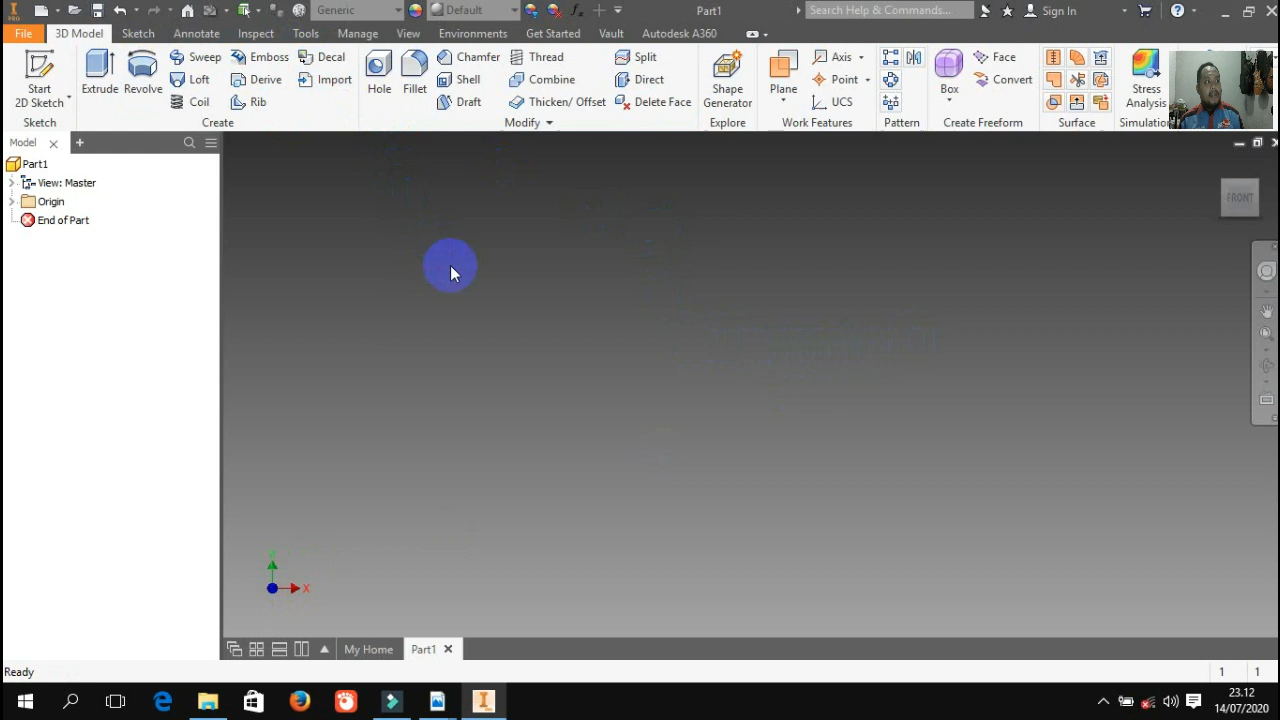 PRO
Generic
Default
Part1
Search Help & Commands...
Sign In
File
3D Model
Sketch
Annotate
Inspect
Tools
Manage
View
Environments
Get Started
Vault
Autodesk A360
Start
2D Sketch
Extrude
Revolve
Sweep
Loft
Coil
Emboss
Derive
Rib
Decal
Import
Hole
Fillet
Chamfer
Shell
Draft
Thread
Combine
Thicken/ Offset
Split
Direct
Delete Face
Shape
Generator
Plane
Axis
Point
UCS
Box
Face
Convert
Stress
Analysis
Sketch
Create
Modify
Explore
Work Features
Pattern
Create Freeform
Surface
Simulation
Model
Part1
View: Master
Origin
End of Part
FRONT
X
My Home
Part1
Ready
1
1
23.12
14/07/2020